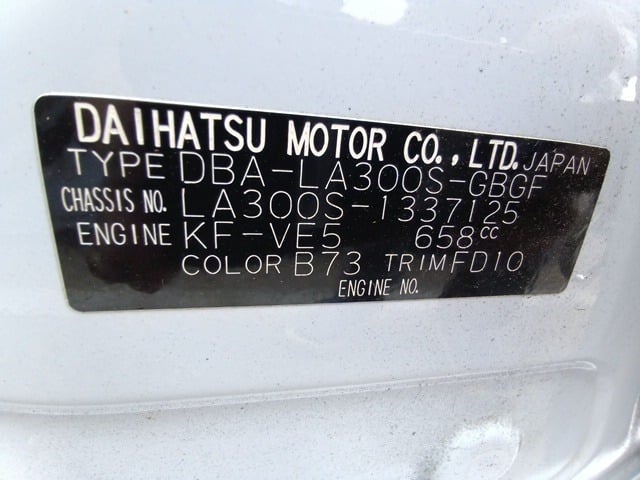 DAIHATSU MOTOR CO., LTD. JAPAN
TYPE DBA-LA300S-GBGF
CHASSIS NO. LA300S-1337125
ENGINE KF-VE5 658cc
COLOR B73 TRIM FD10
ENGINE NO.